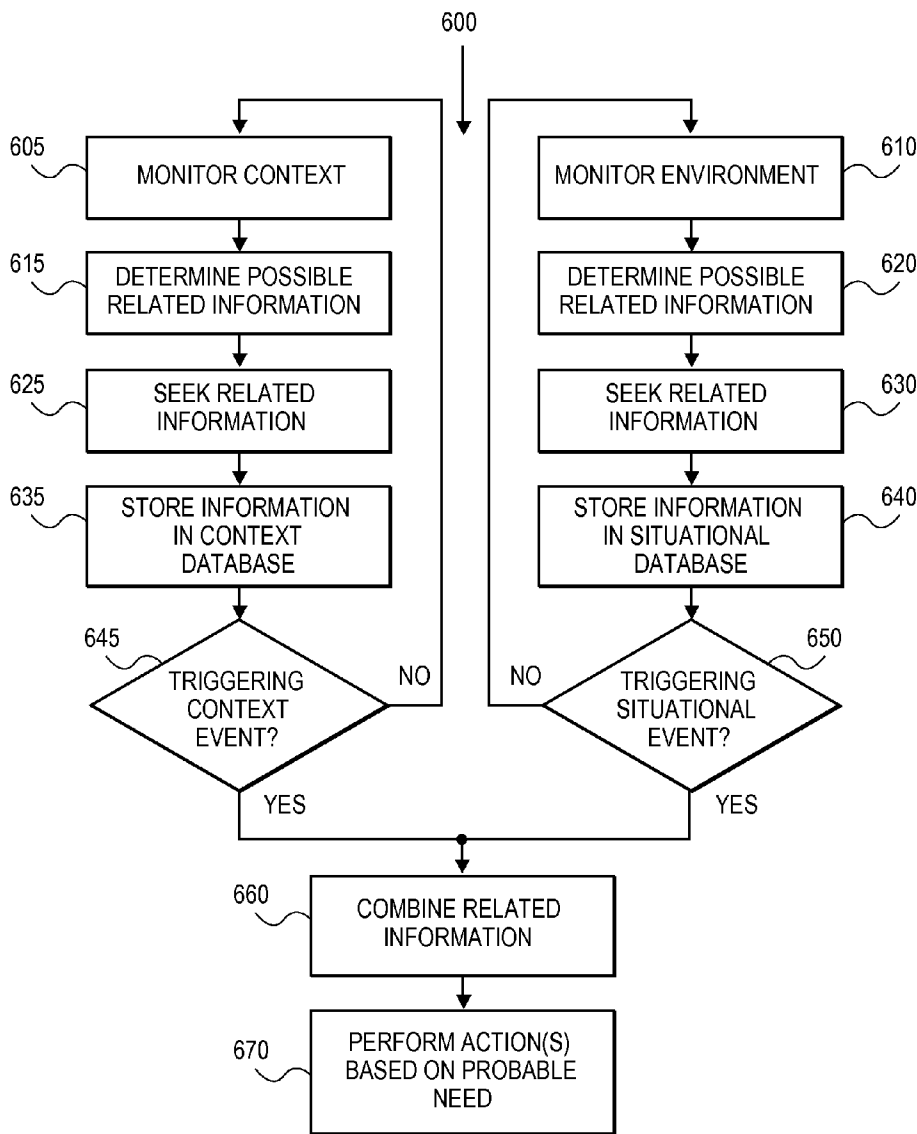 600
605
MONITOR CONTEXT
610
MONITOR ENVIRONMENT
615
DETERMINE POSSIBLE
RELATED INFORMATION
620
DETERMINE POSSIBLE
RELATED INFORMATION
625
SEEK RELATED
INFORMATION
630
SEEK RELATED
INFORMATION
635
STORE INFORMATION
IN CONTEXT
DATABASE
640
STORE INFORMATION
IN SITUATIONAL
DATABASE
645
TRIGGERING
CONTEXT
EVENT?
NO
YES
650
TRIGGERING
SITUATIONAL
EVENT?
NO
YES
660
COMBINE RELATED
INFORMATION
670
PERFORM ACTION(S)
BASED ON PROBABLE
NEED